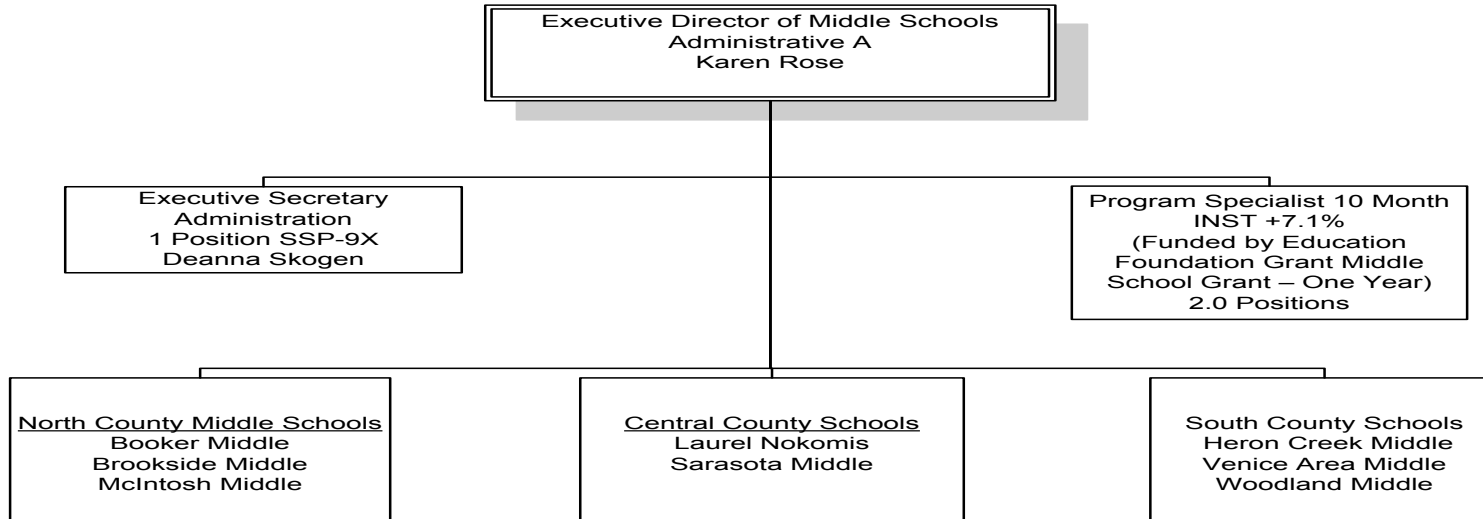 Executive Director of Middle Schools
Administrative A
Karen Rose
Executive Secretary
Administration
1 Position SSP-9X
Deanna Skogen
Program Specialist 10 Month
INST +7.1%
(Funded by Education
Foundation Grant Middle
School Grant – One Year)
2.0 Positions
North County Middle Schools
Booker Middle
Brookside Middle
McIntosh Middle
Central County Schools
Laurel Nokomis
Sarasota Middle
South County Schools
Heron Creek Middle
Venice Area Middle
Woodland Middle